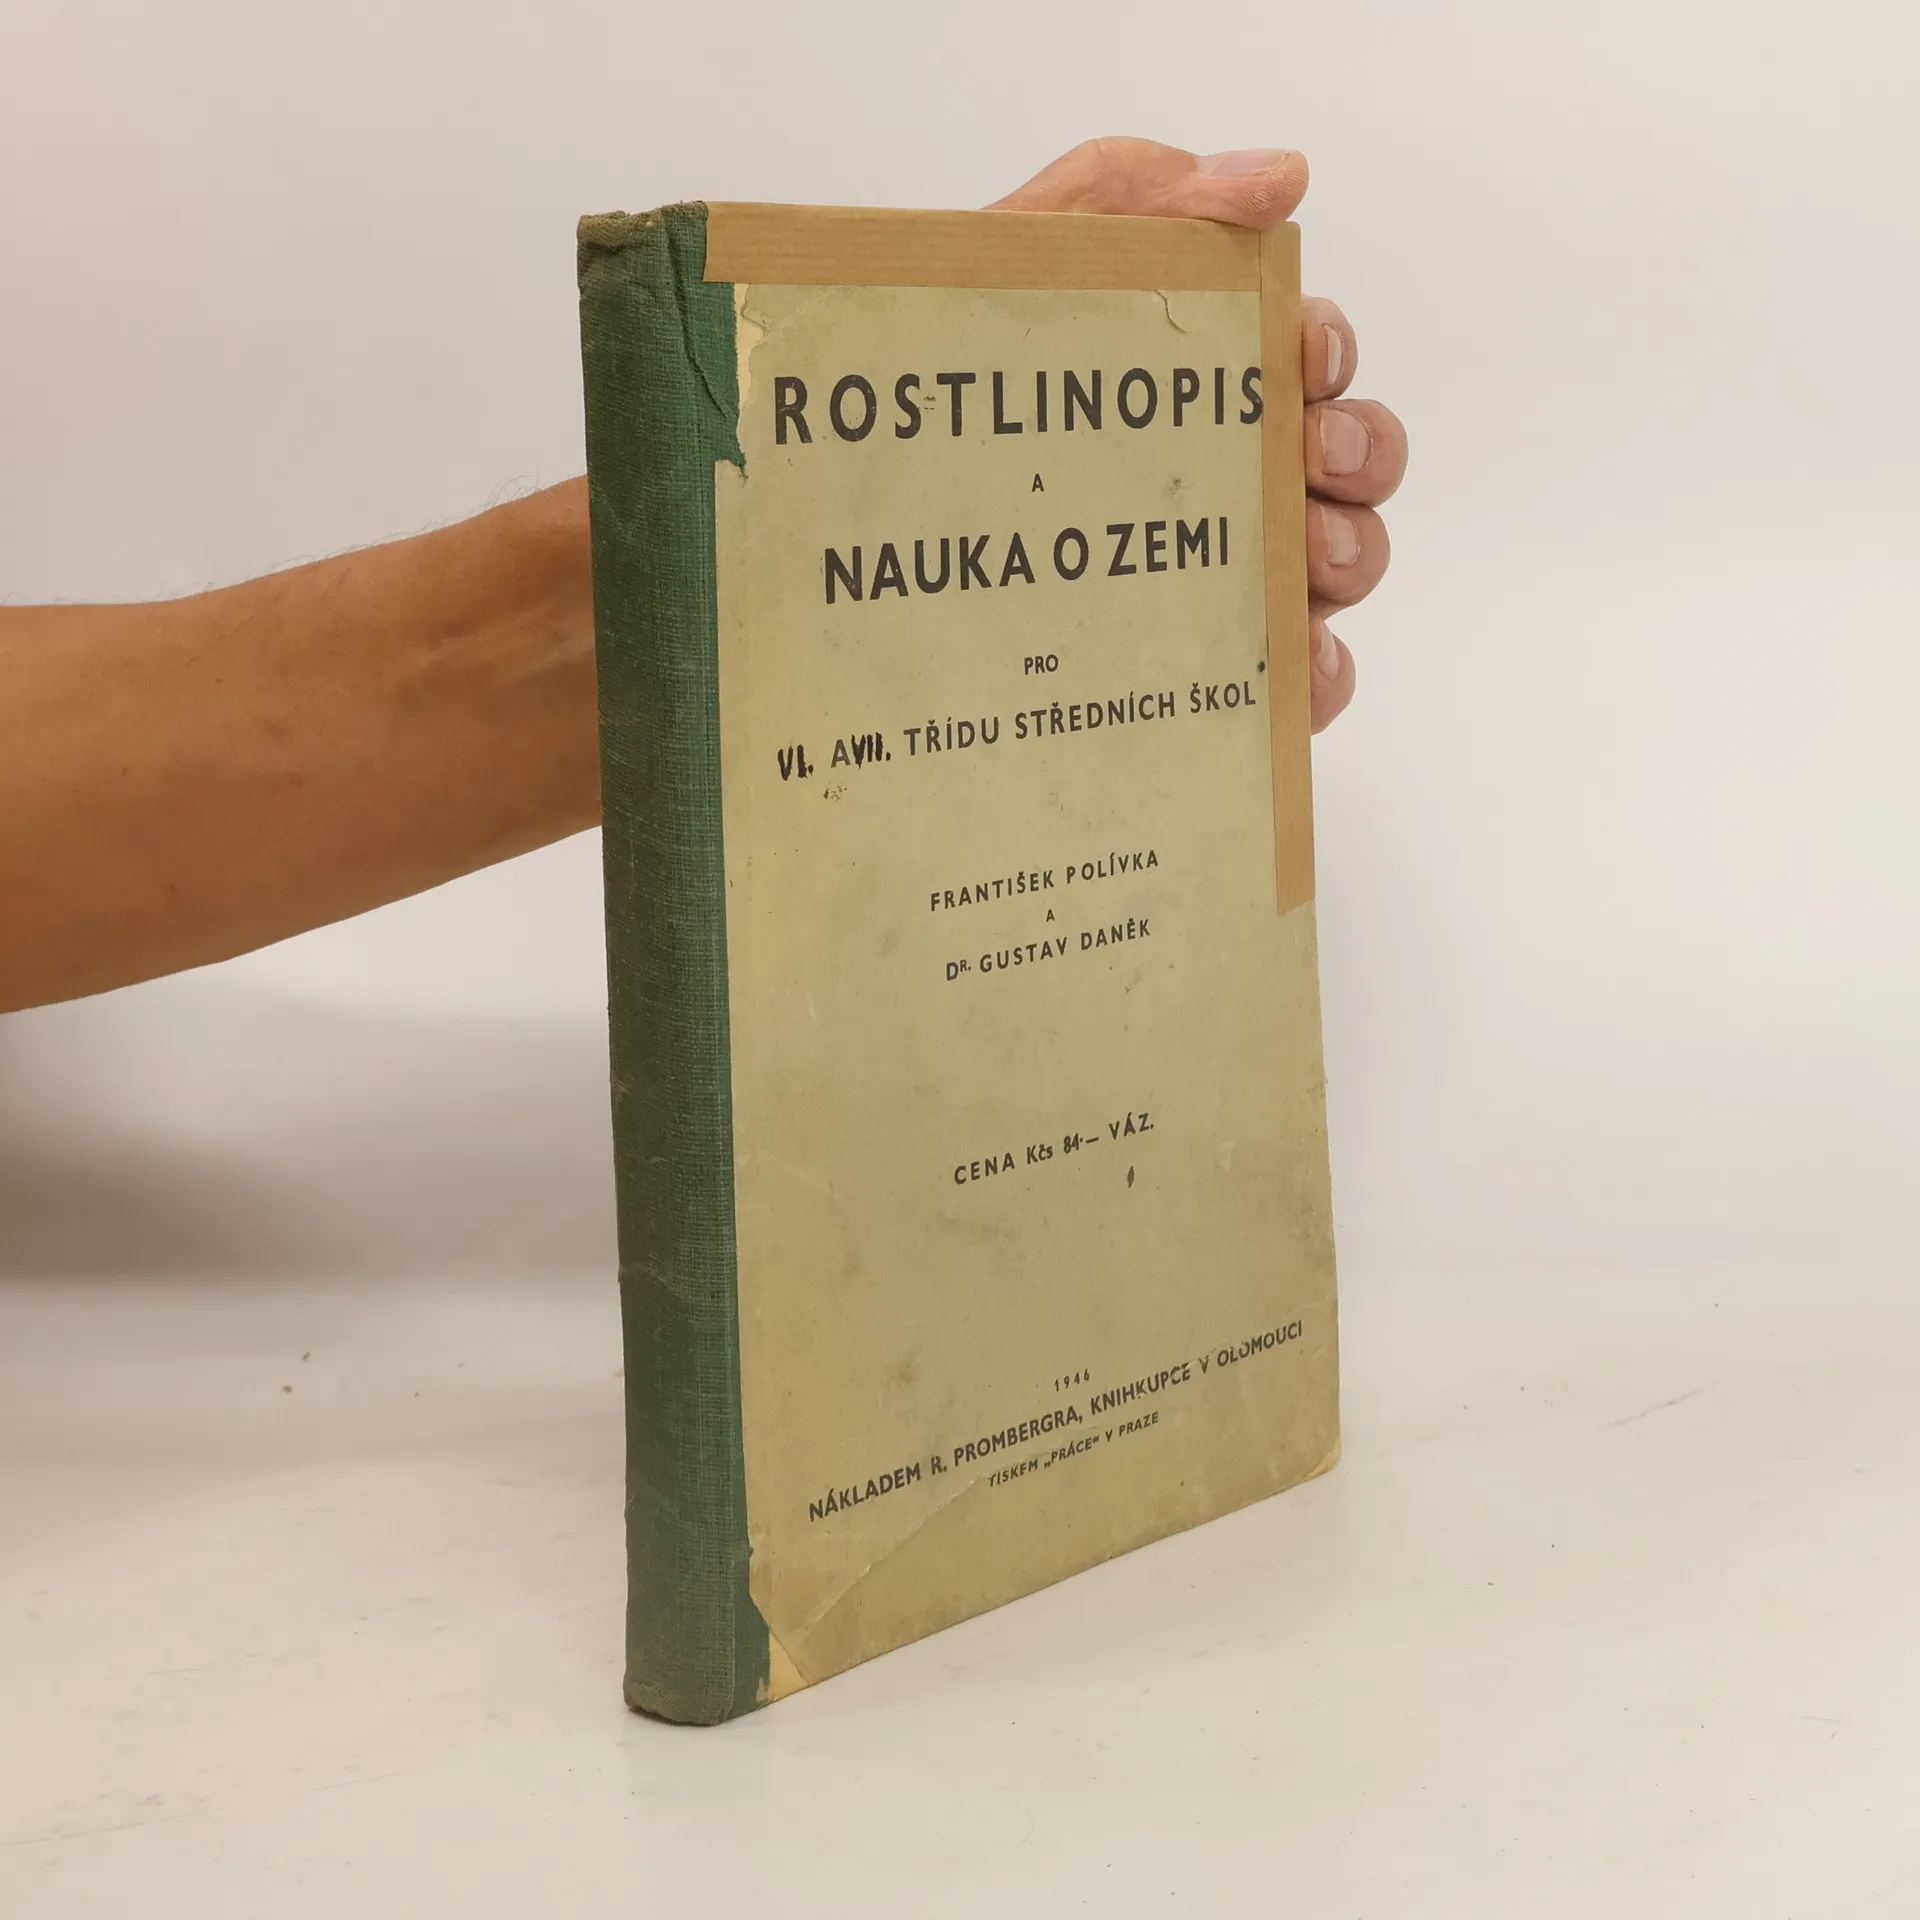 ROSTLINOPIS
A
NAUKA O ZEMI
PRO
VI. A VII. TŘÍDU STŘEDNÍCH ŠKOL
FRANTIŠEK POLÍVKA
A
DR. GUSTAV DANĚK
CENA Kčs 84·— VÁZ.
1946
NÁKLADEM R. PROMBERGRA, KNIHKUPCE V OLOMOUCI
TISKEM „PRÁCE“ V PRAZE